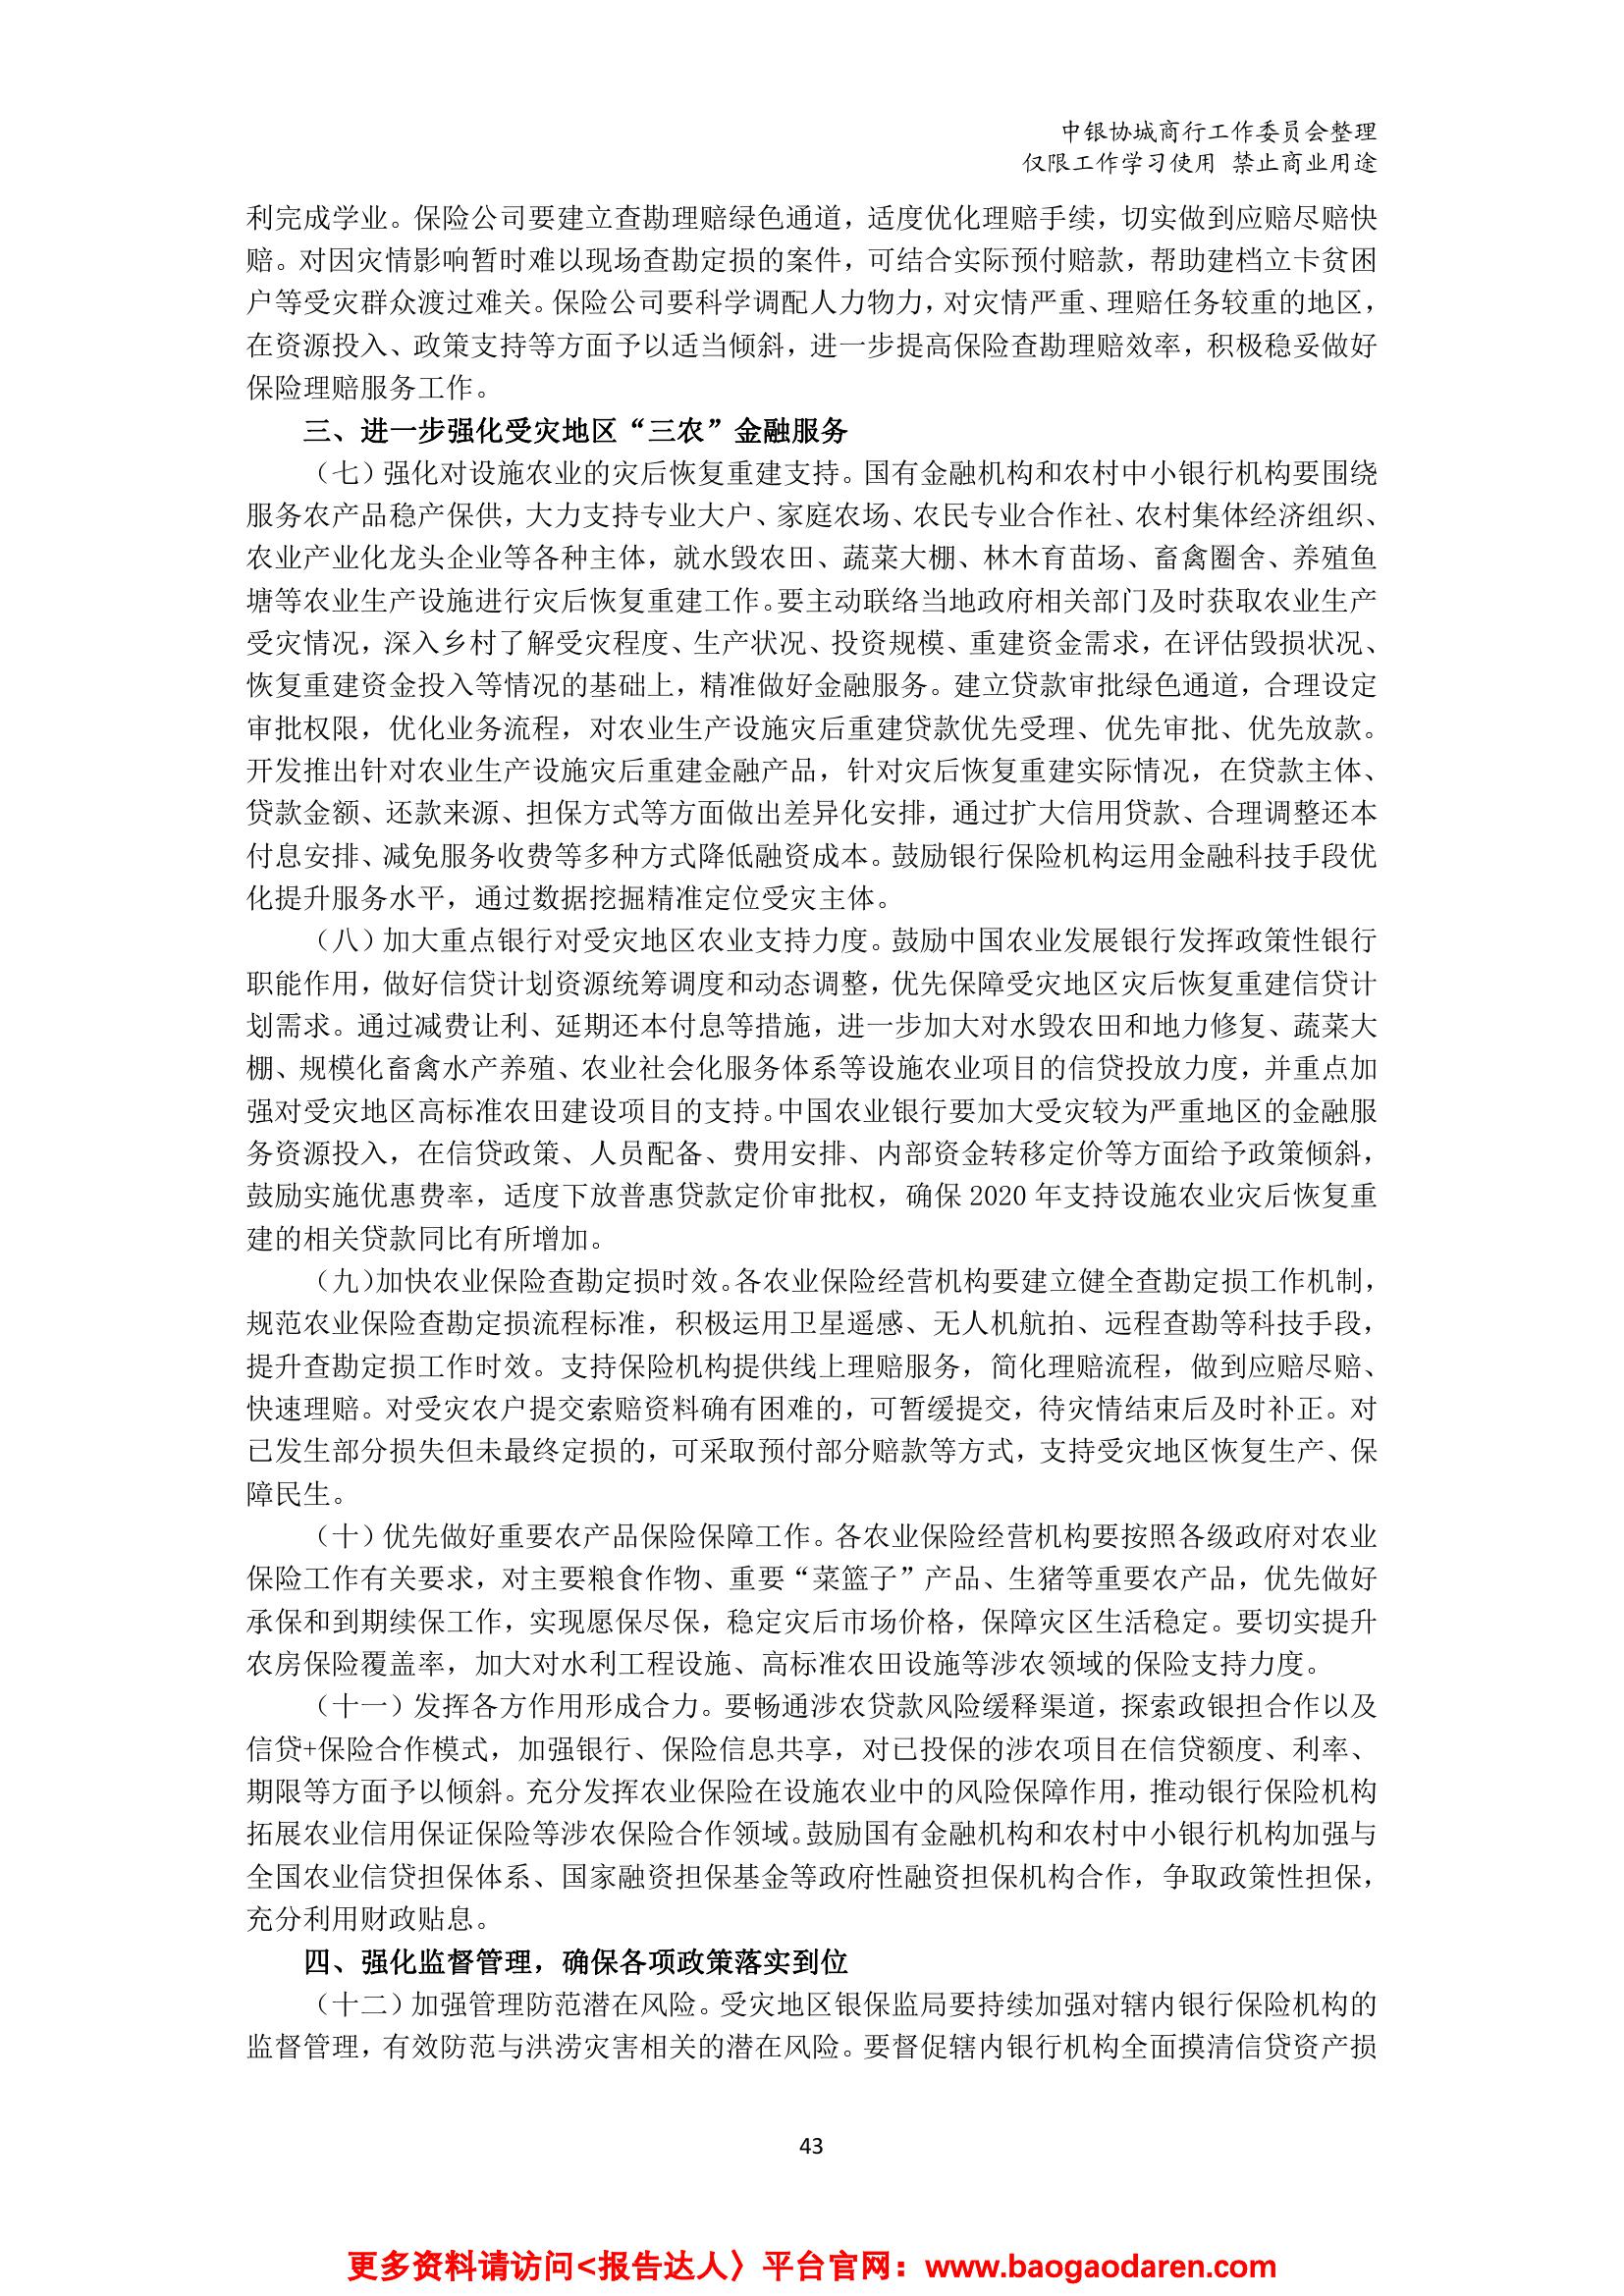 中银协城商行工作委员会整理
仅限工作学习使用 禁止商业用途
利完成学业。保险公司要建立查勘理赔绿色通道，适度优化理赔手续，切实做到应赔尽赔快
赔。对因灾情影响暂时难以现场查勘定损的案件，可结合实际预付赔款，帮助建档立卡贫困
户等受灾群众渡过难关。保险公司要科学调配人力物力，对灾情严重、理赔任务较重的地区，
在资源投入、政策支持等方面予以适当倾斜，进一步提高保险查勘理赔效率，积极稳妥做好
保险理赔服务工作。
三、进一步强化受灾地区“三农”金融服务
（七）强化对设施农业的灾后恢复重建支持。国有金融机构和农村中小银行机构要围绕
服务农产品稳产保供，大力支持专业大户、家庭农场、农民专业合作社、农村集体经济组织、
农业产业化龙头企业等各种主体，就水毁农田、蔬菜大棚、林木育苗场、畜禽圈舍、养殖鱼
塘等农业生产设施进行灾后恢复重建工作。要主动联络当地政府相关部门及时获取农业生产
受灾情况，深入乡村了解受灾程度、生产状况、投资规模、重建资金需求，在评估毁损状况、
恢复重建资金投入等情况的基础上，精准做好金融服务。建立贷款审批绿色通道，合理设定
审批权限，优化业务流程，对农业生产设施灾后重建贷款优先受理、优先审批、优先放款。
开发推出针对农业生产设施灾后重建金融产品，针对灾后恢复重建实际情况，在贷款主体、
贷款金额、还款来源、担保方式等方面做出差异化安排，通过扩大信用贷款、合理调整还本
付息安排、减免服务收费等多种方式降低融资成本。鼓励银行保险机构运用金融科技手段优
化提升服务水平，通过数据挖掘精准定位受灾主体。
（八）加大重点银行对受灾地区农业支持力度。鼓励中国农业发展银行发挥政策性银行
职能作用，做好信贷计划资源统筹调度和动态调整，优先保障受灾地区灾后恢复重建信贷计
划需求。通过减费让利、延期还本付息等措施，进一步加大对水毁农田和地力修复、蔬菜大
棚、规模化畜禽水产养殖、农业社会化服务体系等设施农业项目的信贷投放力度，并重点加
强对受灾地区高标准农田建设项目的支持。中国农业银行要加大受灾较为严重地区的金融服
务资源投入，在信贷政策、人员配备、费用安排、内部资金转移定价等方面给予政策倾斜，
鼓励实施优惠费率，适度下放普惠贷款定价审批权，确保 2020 年支持设施农业灾后恢复重
建的相关贷款同比有所增加。
（九）加快农业保险查勘定损时效。各农业保险经营机构要建立健全查勘定损工作机制，
规范农业保险查勘定损流程标准，积极运用卫星遥感、无人机航拍、远程查勘等科技手段，
提升查勘定损工作时效。支持保险机构提供线上理赔服务，简化理赔流程，做到应赔尽赔、
快速理赔。对受灾农户提交索赔资料确有困难的，可暂缓提交，待灾情结束后及时补正。对
已发生部分损失但未最终定损的，可采取预付部分赔款等方式，支持受灾地区恢复生产、保
障民生。
（十）优先做好重要农产品保险保障工作。各农业保险经营机构要按照各级政府对农业
保险工作有关要求，对主要粮食作物、重要“菜篮子”产品、生猪等重要农产品，优先做好
承保和到期续保工作，实现愿保尽保，稳定灾后市场价格，保障灾区生活稳定。要切实提升
农房保险覆盖率，加大对水利工程设施、高标准农田设施等涉农领域的保险支持力度。
（十一）发挥各方作用形成合力。要畅通涉农贷款风险缓释渠道，探索政银担合作以及
信贷+保险合作模式，加强银行、保险信息共享，对已投保的涉农项目在信贷额度、利率、
期限等方面予以倾斜。充分发挥农业保险在设施农业中的风险保障作用，推动银行保险机构
拓展农业信用保证保险等涉农保险合作领域。鼓励国有金融机构和农村中小银行机构加强与
全国农业信贷担保体系、国家融资担保基金等政府性融资担保机构合作，争取政策性担保，
充分利用财政贴息。
四、强化监督管理，确保各项政策落实到位
（十二）加强管理防范潜在风险。受灾地区银保监局要持续加强对辖内银行保险机构的
监督管理，有效防范与洪涝灾害相关的潜在风险。要督促辖内银行机构全面摸清信贷资产损
43
更多资料请访问<报告达人〉平台官网：www.baogaodaren.com